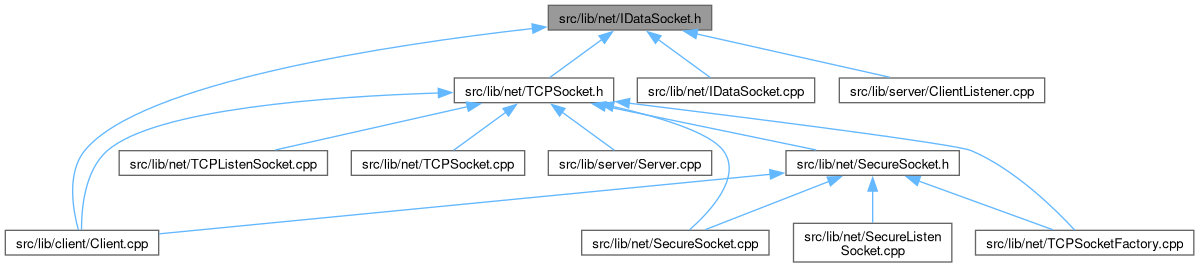 src/lib/net/IDataSocket.h
src/lib/net/TCPSocket.h
src/lib/net/IDataSocket.cpp
src/lib/server/ClientListener.cpp
src/lib/net/TCPListenSocket.cpp
src/lib/net/TCPSocket.cpp
src/lib/server/Server.cpp
src/lib/net/SecureSocket.h
src/lib/client/Client.cpp
src/lib/net/SecureSocket.cpp
src/lib/net/SecureListen
Socket.cpp
src/lib/net/TCPSocketFactory.cpp